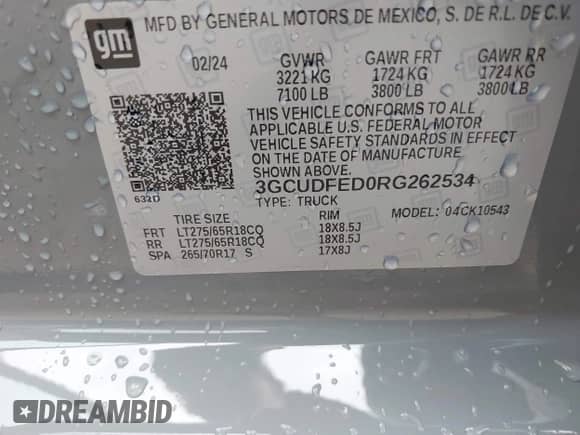 gm
MFD BY GENERAL MOTORS DE MEXICO, S. DE R.L. DE C.V.
02/24 GVWR GAWR FRT GAWR RR
3221 KG 1724 KG 1724 KG
7100 LB 3800 LB 3800 LB
THIS VEHICLE CONFORMS TO ALL
APPLICABLE U.S. FEDERAL MOTOR
VEHICLE SAFETY STANDARDS IN EFFECT
ON THE DATE OF MANUFACTURE
SHOWN ABOVE.
3GCUDFED0RG262534
632D TYPE: TRUCK MODEL: 04CK10543
TIRE SIZE RIM
FRT LT275/65R18CQ 18X8.5J
RR LT275/65R18CQ 18X8.5J
SPA 265/70R17 S 17X8J
DREAMBID